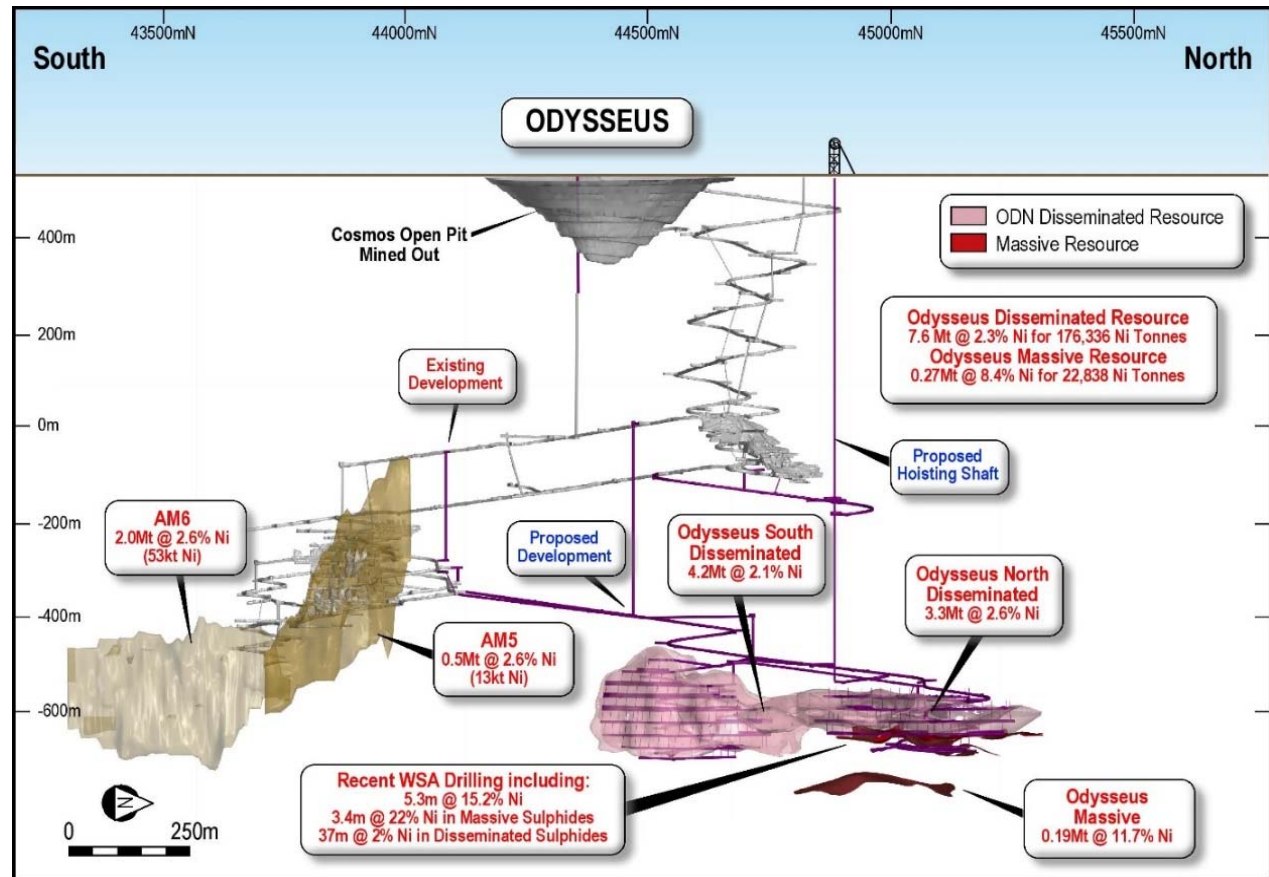 43500mN
44000mN
44500mN
45000mN
45500mN
South
North
ODYSSEUS
Cosmos Open Pit
Mined Out
ODN Disseminated Resource
Massive Resource
400m
200m
0m
-200m
-400m
-600m
Odysseus Disseminated Resource
7.6 Mt @ 2.3% Ni for 176,336 Ni Tonnes
Odysseus Massive Resource
0.27Mt @ 8.4% Ni for 22,838 Ni Tonnes
Existing
Development
Proposed
Hoisting Shaft
AM6
2.0Mt @ 2.6% Ni
(53kt Ni)
Proposed
Development
Odysseus South
Disseminated
4.2Mt @ 2.1% Ni
Odysseus North
Disseminated
3.3Mt @ 2.6% Ni
AM5
0.5Mt @ 2.6% Ni
(13kt Ni)
Recent WSA Drilling including:
5.3m @ 15.2% Ni
3.4m @ 22% Ni in Massive Sulphides
37m @ 2% Ni in Disseminated Sulphides
Odysseus
Massive
0.19Mt @ 11.7% Ni
N
0
250m